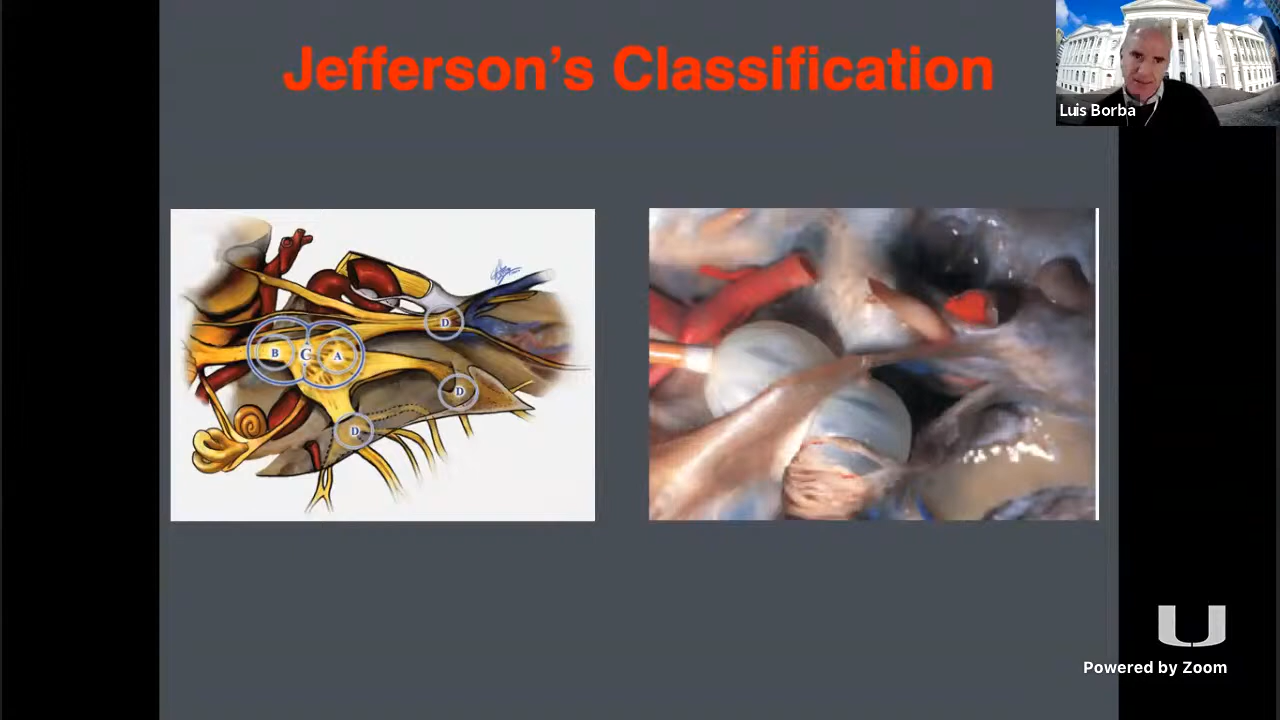 Jefferson's Classification
Luis Borba
B
C
A
D
D
D
U
Powered by Zoom